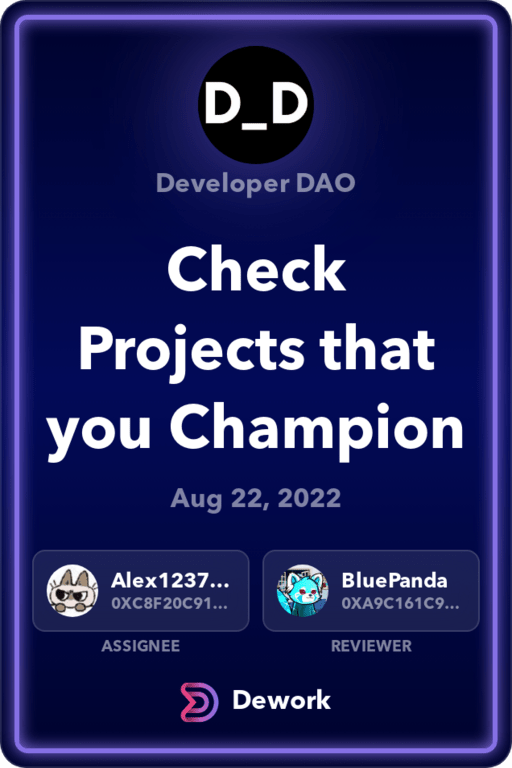 D_D
Developer DAO
Check
Projects that
you Champion
Aug 22, 2022
Alex1237...
0XC8F20C91...
ASSIGNEE
BluePanda
0XA9C161C9...
REVIEWER
Dework